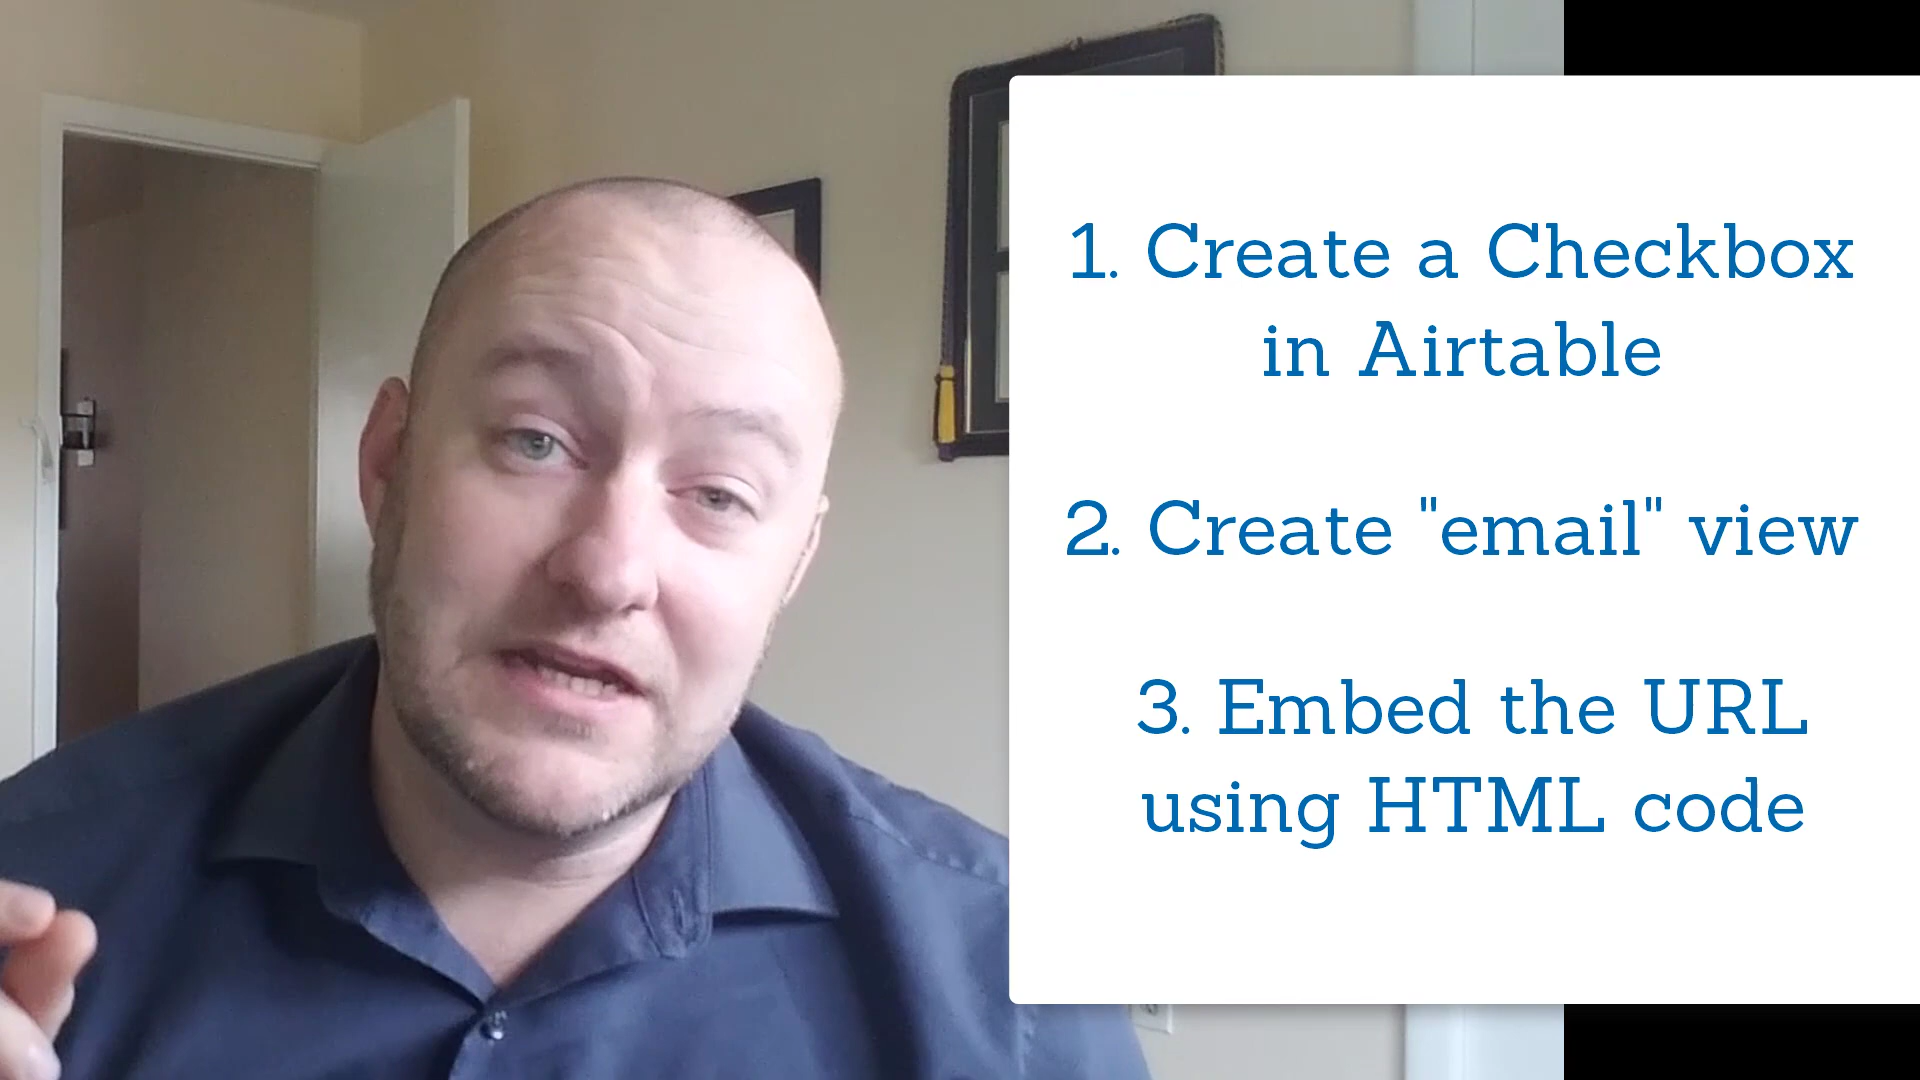 1. Create a Checkbox
in Airtable
2. Create "email" view
3. Embed the URL
using HTML code